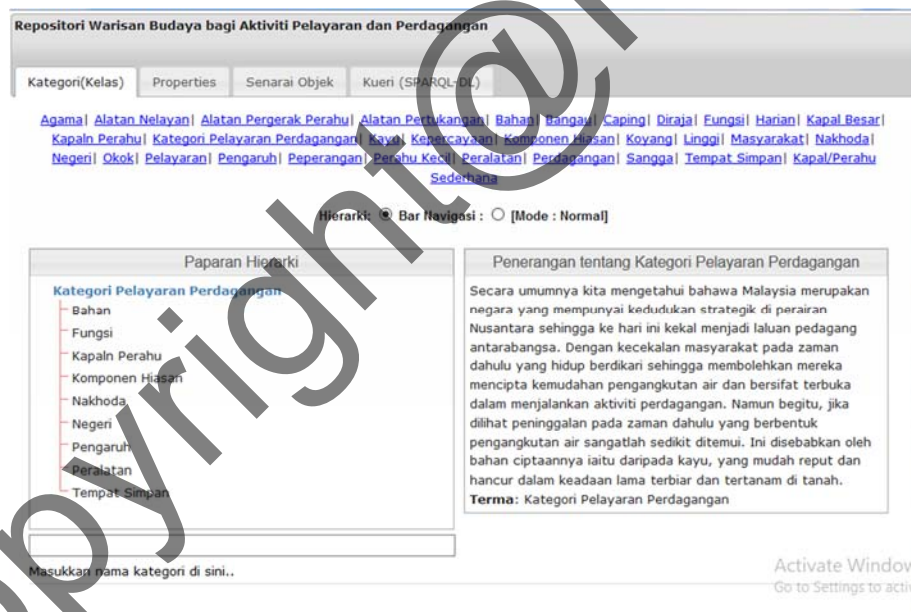 Repositori Warisan Budaya bagi Aktiviti Pelayaran dan Perdagangan
Kategori(Kelas) Properties Senarai Objek Kueri (SPARQL-DL)
Agama| Alatan Nelayan| Alatan Pergerak Perahu| Alatan Pertukangan| Bahan| Bangau| Caping| Diraja| Fungsi| Harian| Kapal Besar|
Kapaln Perahu| Kategori Pelayaran Perdagangan| Kayu| Kepercayaan| Komponen Hiasan| Koyang| Linggi| Masyarakat| Nakhoda|
Negeri| Okok| Pelayaran| Pengaruh| Peperangan| Perahu Kecil| Peralatan| Perdagangan| Sangga| Tempat Simpan| Kapal/Perahu
Sederhana
Hierarki: Bar Navigasi : [Mode : Normal]
Paparan Hierarki
Kategori Pelayaran Perdagangan
Bahan
Fungsi
Kapaln Perahu
Komponen Hiasan
Nakhoda
Negeri
Pengaruh
Peralatan
Tempat Simpan
Masukkan nama kategori di sini..
Penerangan tentang Kategori Pelayaran Perdagangan
Secara umumnya kita mengetahui bahawa Malaysia merupakan
negara yang mempunyai kedudukan strategik di perairan
Nusantara sehingga ke hari ini kekal menjadi laluan pedagang
antarabangsa. Dengan kecekalan masyarakat pada zaman
dahulu yang hidup berdikari sehingga membolehkan mereka
mencipta kemudahan pengangkutan air dan bersifat terbuka
dalam menjalankan aktiviti perdagangan. Namun begitu, jika
dilihat peninggalan pada zaman dahulu yang berbentuk
pengangkutan air sangatlah sedikit ditemui. Ini disebabkan oleh
bahan ciptaannya iaitu daripada kayu, yang mudah reput dan
hancur dalam keadaan lama terbiar dan tertanam di tanah.
Terma: Kategori Pelayaran Perdagangan
Activate Window
Go to Settings to acti